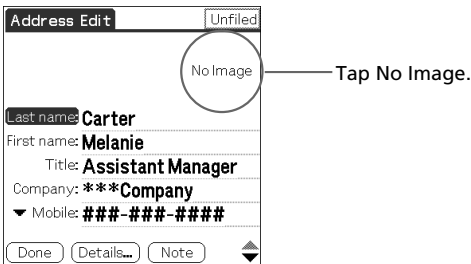 Address Edit Unfiled
No Image
Tap No Image.
Last name: Carter
First name: Melanie
Title: Assistant Manager
Company: ***Company
Mobile: ###-###-####
Done Details... Note